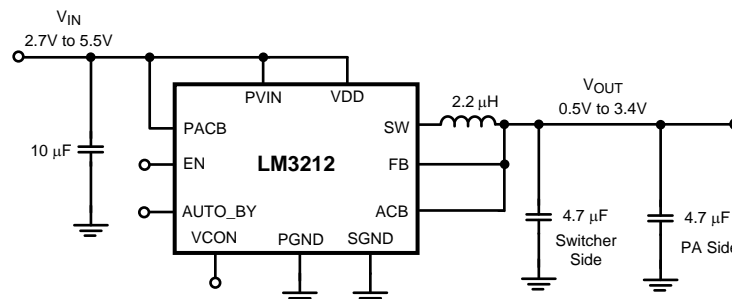 VIN
2.7V to 5.5V
10 µF
PVIN
VDD
PACB
EN
AUTO_BY
VCON
PGND
SGND
LM3212
SW
FB
ACB
2.2 µH
VOUT
0.5V to 3.4V
4.7 µF
Switcher
Side
4.7 µF
PA Side